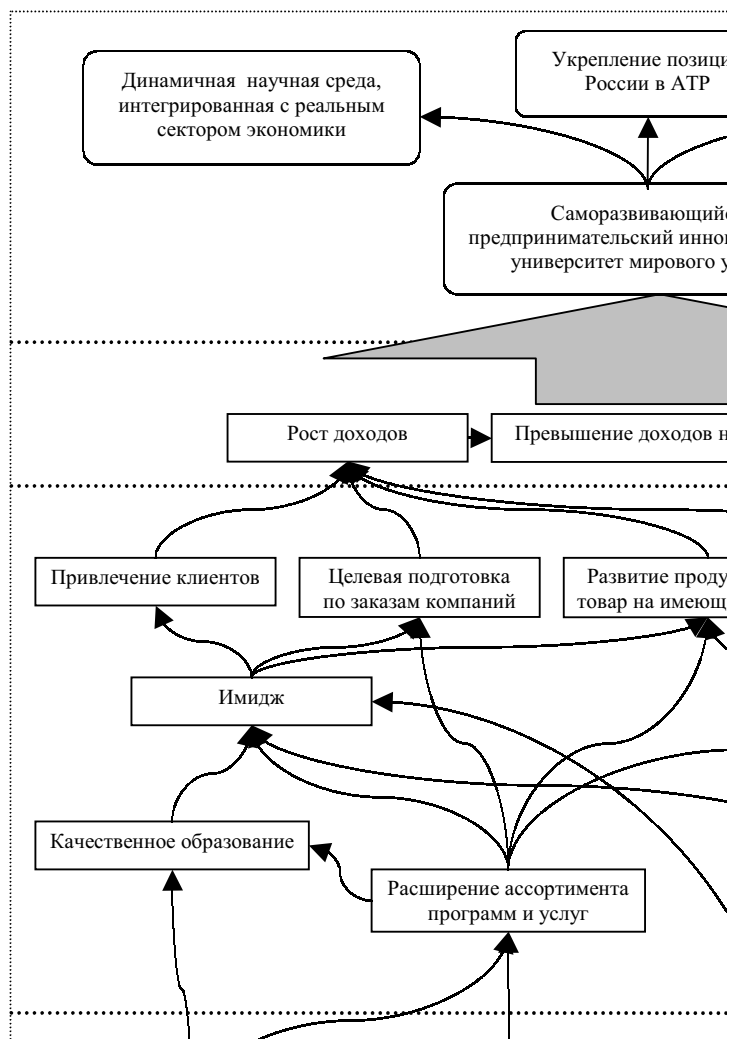 Динамичная научная среда,
интегрированная с реальным
сектором экономики
Укрепление позици
России в АТР
Саморазвивающий
предпринимательский инно
университет мирового у
Рост доходов
Превышение доходов н
Привлечение клиентов
Целевая подготовка
по заказам компаний
Развитие проду
товар на имеющ
Имидж
Качественное образование
Расширение ассортимента
программ и услуг